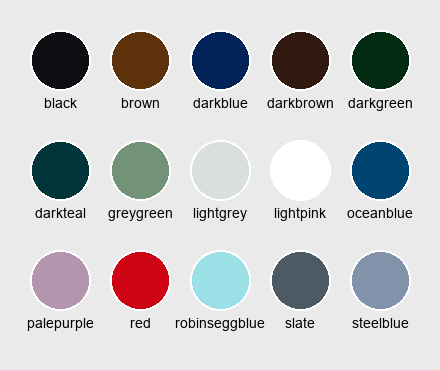 black brown darkblue darkbrown darkgreen
darkteal greygreen lightgrey lightpink oceanblue
palepurple red robinseggblue slate steelblue